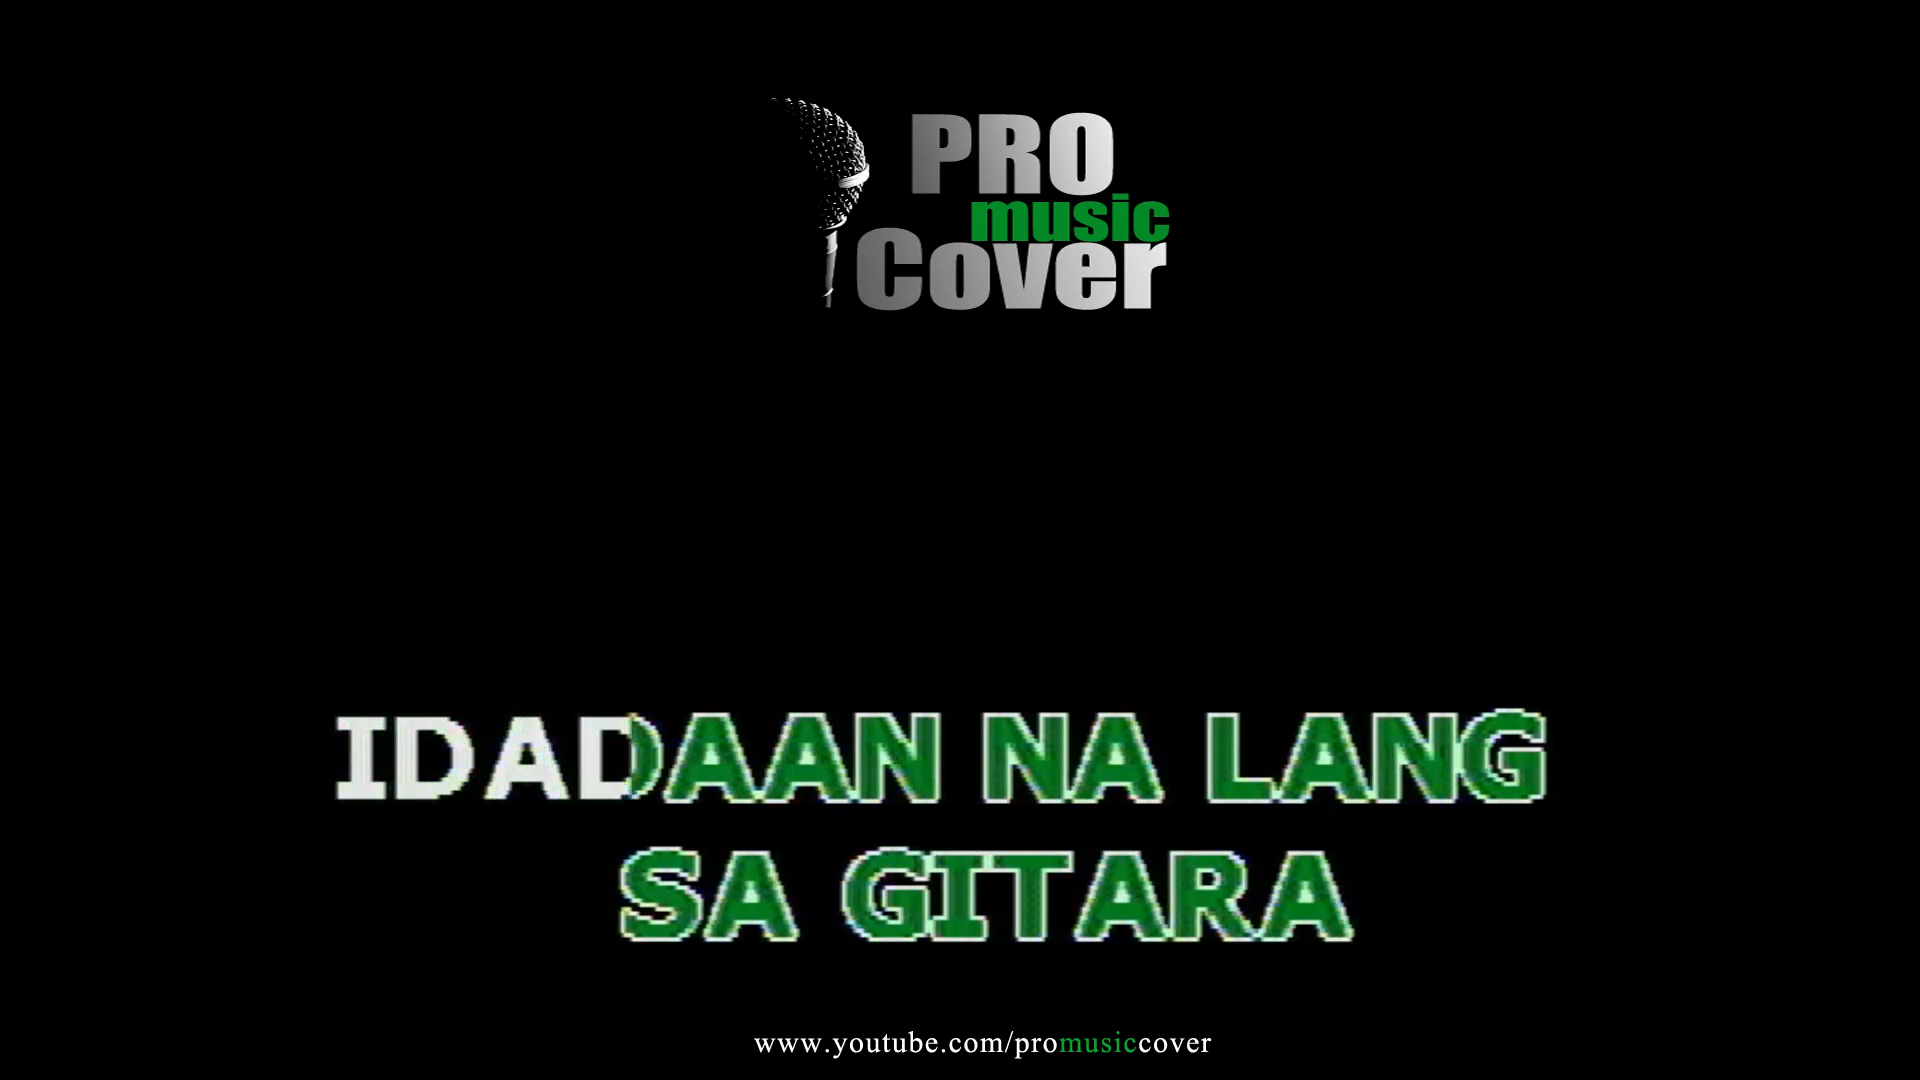 PRO
music
Cover
IDADAAN NA LANG
SA GITARA
www.youtube.com/promusiccover